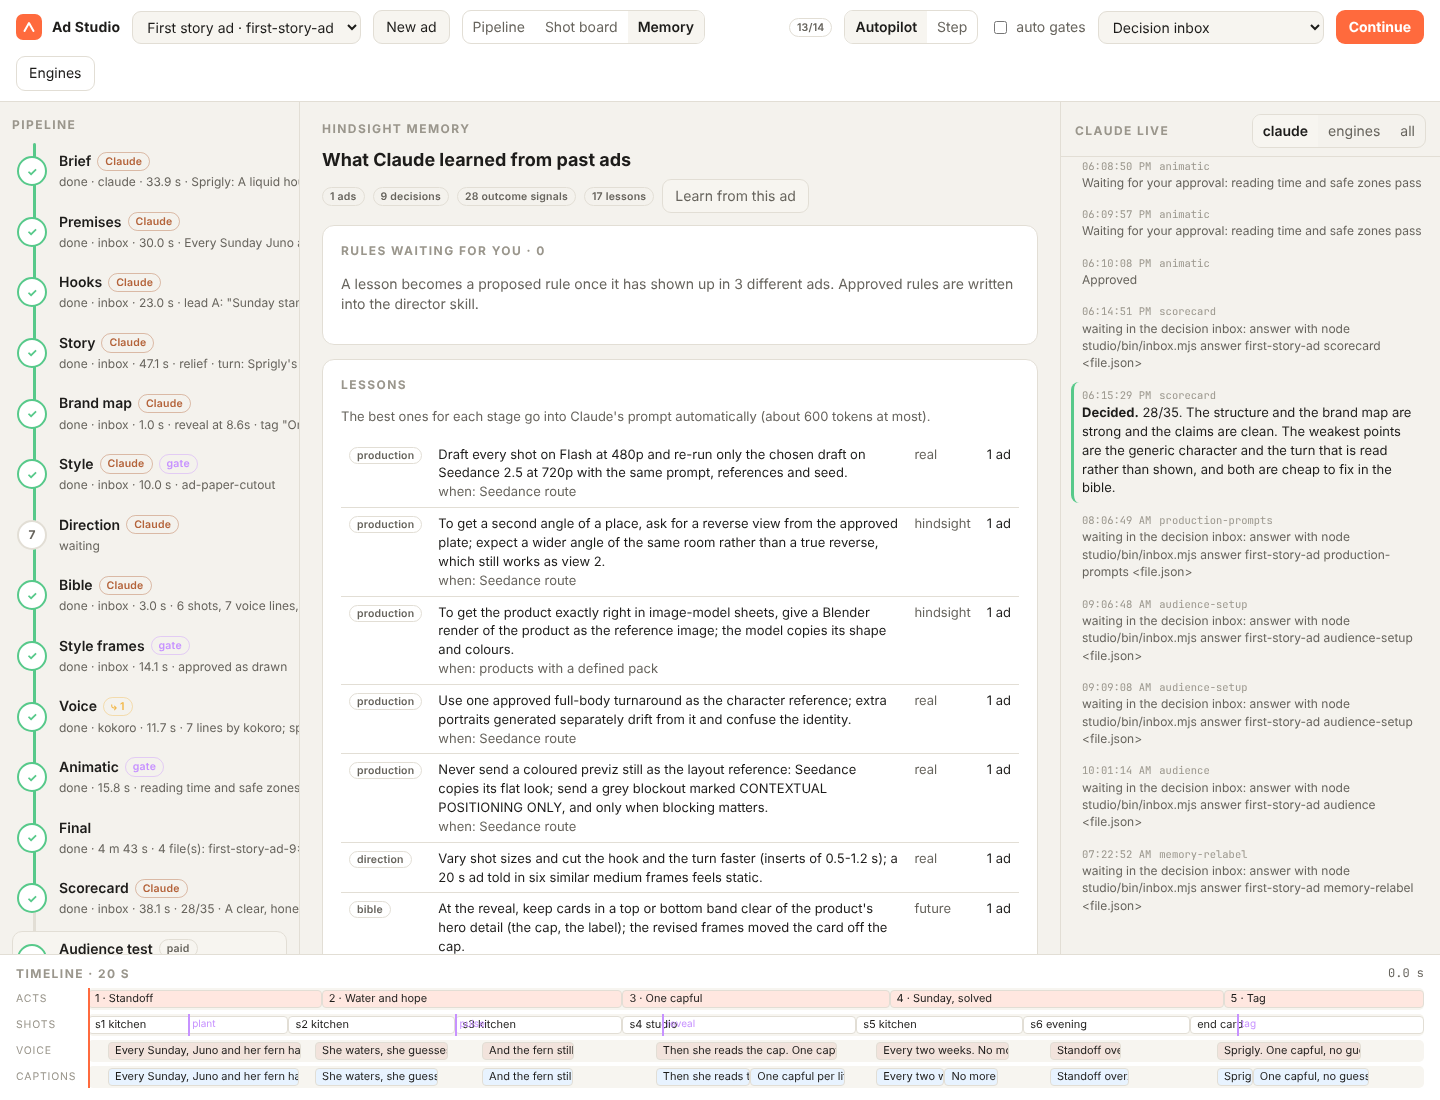 Ad Studio
First story ad · first-story-ad
New ad
Pipeline Shot board Memory
13/14
Autopilot Step
auto gates
Decision inbox
Continue
Engines
PIPELINE
Brief Claude
done · claude · 33.9 s · Sprigly: A liquid
Premises Claude
done · inbox · 30.0 s · Every Sunday Juno
Hooks Claude
done · inbox · 23.0 s · lead A: "Sunday
Story Claude
done · inbox · 47.1 s · relief · turn: Sprigly's
Brand map Claude
done · inbox · 1.0 s · reveal at 8.6s · tag
Style Claude gate
done · inbox · 10.0 s · ad-paper-cutout
7
Direction Claude
waiting
Bible Claude
done · inbox · 3.0 s · 6 shots, 7 voice lines,
Style frames gate
done · inbox · 14.1 s · approved as drawn
Voice 1
done · kokoro · 11.7 s · 7 lines by kokoro;
Animatic gate
done · 15.8 s · reading time and safe zones
Final
done · 4 m 43 s · 4 file(s): first-story-ad-9
Scorecard Claude
done · inbox · 38.1 s · 28/35 · A clear,
Audience test paid
HINDSIGHT MEMORY
What Claude learned from past ads
1 ads 9 decisions 28 outcome signals 17 lessons Learn from this ad
RULES WAITING FOR YOU · 0
A lesson becomes a proposed rule once it has shown up in 3 different ads. Approved rules are written
into the director skill.
LESSONS
The best ones for each stage go into Claude's prompt automatically (about 600 tokens at most).
production Draft every shot on Flash at 480p and re-run only the chosen draft on real 1 ad
Seedance 2.5 at 720p with the same prompt, references and seed.
when: Seedance route
production To get a second angle of a place, ask for a reverse view from the approved hindsight 1 ad
plate; expect a wider angle of the same room rather than a true reverse,
which still works as view 2.
when: Seedance route
production To get the product exactly right in image-model sheets, give a Blender hindsight 1 ad
render of the product as the reference image; the model copies its shape
and colours.
when: products with a defined pack
production Use one approved full-body turnaround as the character reference; extra real 1 ad
portraits generated separately drift from it and confuse the identity.
when: Seedance route
production Never send a coloured previz still as the layout reference: Seedance real 1 ad
copies its flat look; send a grey blockout marked CONTEXTUAL
POSITIONING ONLY, and only when blocking matters.
when: Seedance route
direction Vary shot sizes and cut the hook and the turn faster (inserts of 0.5-1.2 s); a real 1 ad
20 s ad told in six similar medium frames feels static.
bible At the reveal, keep cards in a top or bottom band clear of the product's future 1 ad
hero detail (the cap, the label); the revised frames moved the card off the
cap.
CLAUDE LIVE
claude engines all
06:08:50 PM animatic
Waiting for your approval: reading time and safe zones pass
06:09:57 PM animatic
Waiting for your approval: reading time and safe zones pass
06:10:08 PM animatic
Approved
06:14:51 PM scorecard
waiting in the decision inbox: answer with node
studio/bin/inbox.mjs answer first-story-ad scorecard
<file.json>
06:15:29 PM scorecard
Decided. 28/35. The structure and the brand map are
strong and the claims are clean. The weakest points
are the generic character and the turn that is read
rather than shown, and both are cheap to fix in the
bible.
08:06:49 AM production-prompts
waiting in the decision inbox: answer with node
studio/bin/inbox.mjs answer first-story-ad production-
prompts <file.json>
09:06:48 AM audience-setup
waiting in the decision inbox: answer with node
studio/bin/inbox.mjs answer first-story-ad audience-setup
<file.json>
09:09:08 AM audience-setup
waiting in the decision inbox: answer with node
studio/bin/inbox.mjs answer first-story-ad audience-setup
<file.json>
10:01:14 AM audience
waiting in the decision inbox: answer with node
studio/bin/inbox.mjs answer first-story-ad audience
<file.json>
07:22:52 AM memory-relabel
waiting in the decision inbox: answer with node
studio/bin/inbox.mjs answer first-story-ad memory-relabel
<file.json>
TIMELINE · 20 S
0.0 s
ACTS 1 · Standoff 2 · Water and hope 3 · One capful 4 · Sunday, solved 5 · Tag
SHOTS s1 kitchen plant s2 kitchen s3 kitchen s4 studio reveal s5 kitchen s6 evening end card tag
VOICE Every Sunday, Juno and her fern She waters, she guesse And the fern still Then she reads the cap. One cap Every two weeks. No Standoff Sprigly. One capful, no
CAPTIONS Every Sunday, Juno and her fern She waters, she guess And the fern still Then she reads One capful per Every two No more Standoff over Sprig One capful, no guess